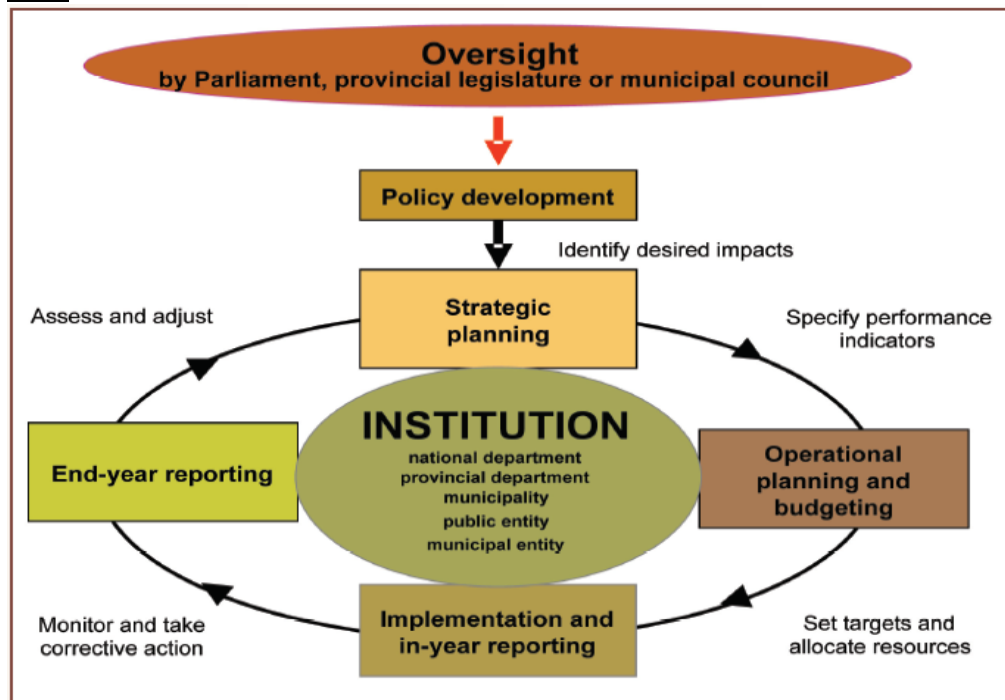 Oversight
by Parliament, provincial legislature or municipal council
Policy development
Identify desired impacts
Strategic
planning
Assess and adjust
Specify performance
indicators
INSTITUTION
national department
provincial department
municipality
public entity
municipal entity
End-year reporting
Operational
planning and
budgeting
Implementation and
in-year reporting
Monitor and take
corrective action
Set targets and
allocate resources